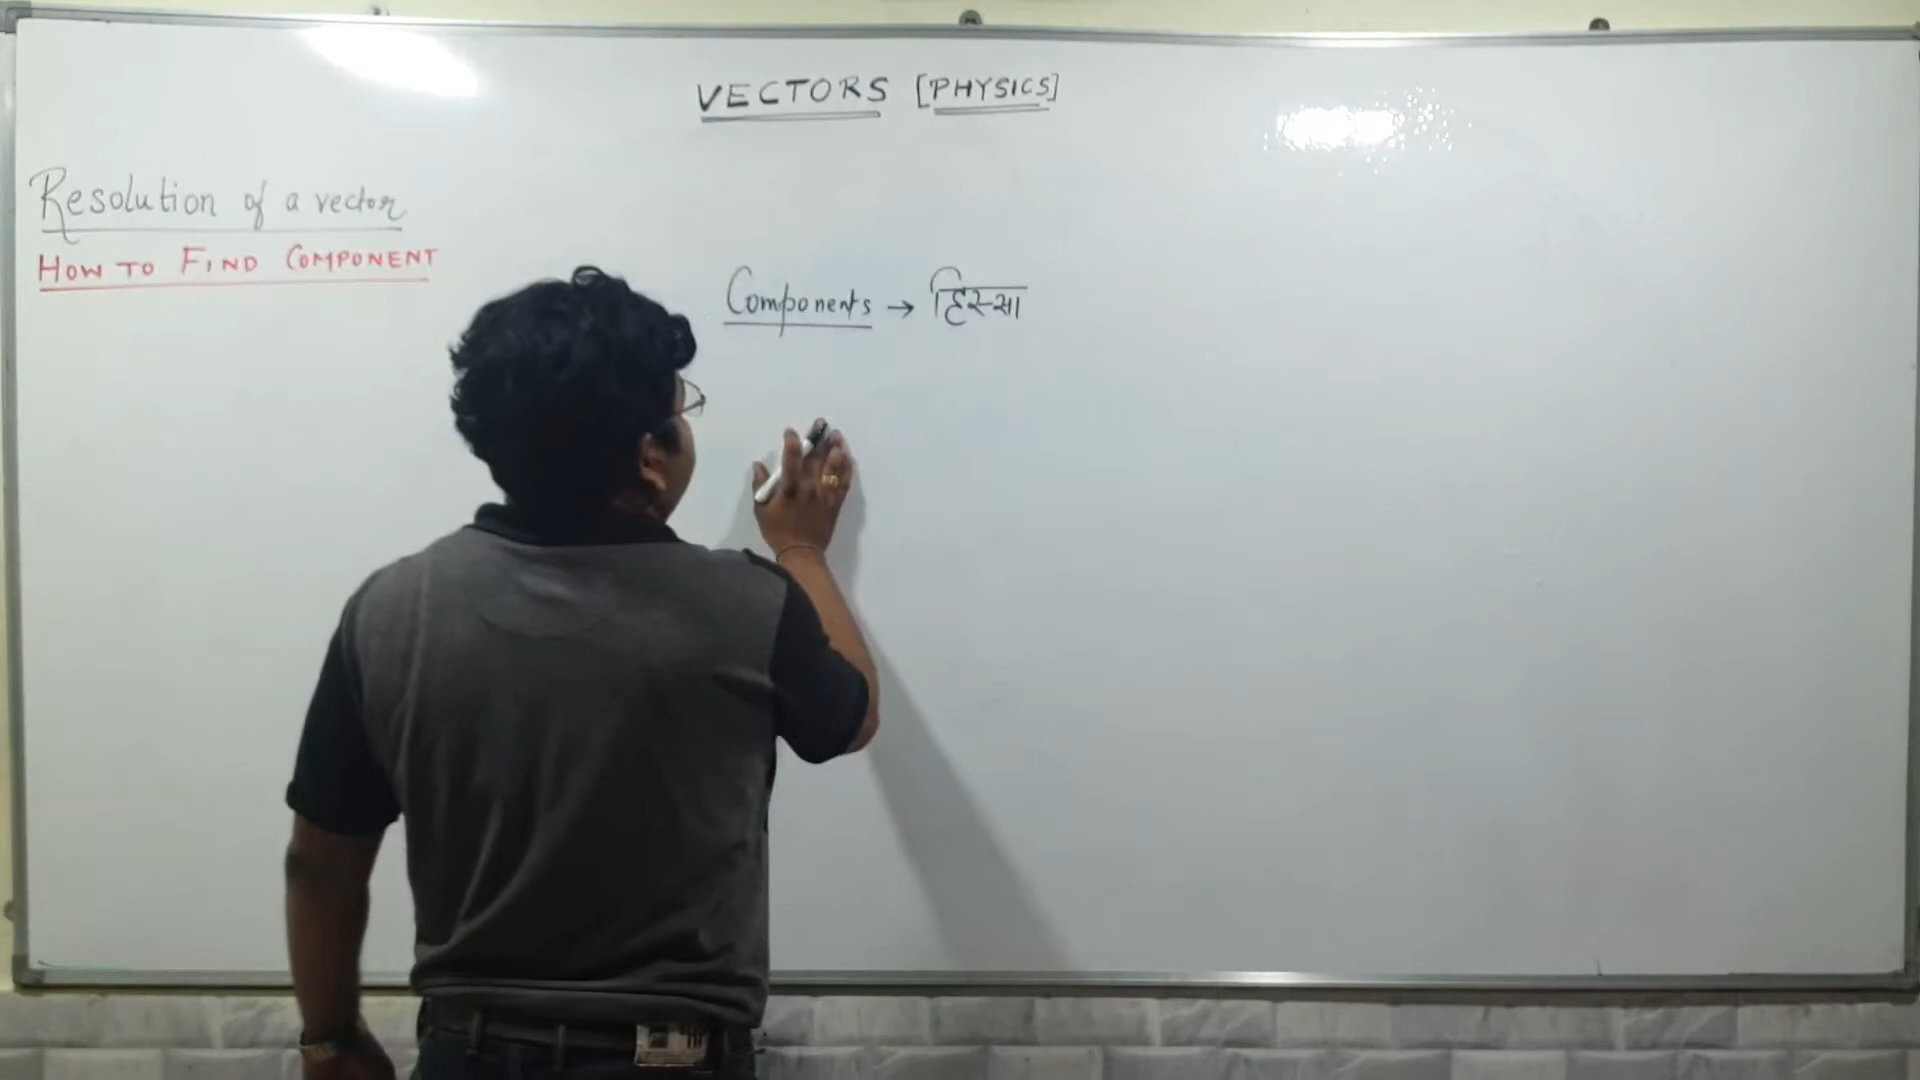 VECTORS [PHYSICS]
Resolution of a vector
HOW TO FIND COMPONENT
Components → हिस्सा